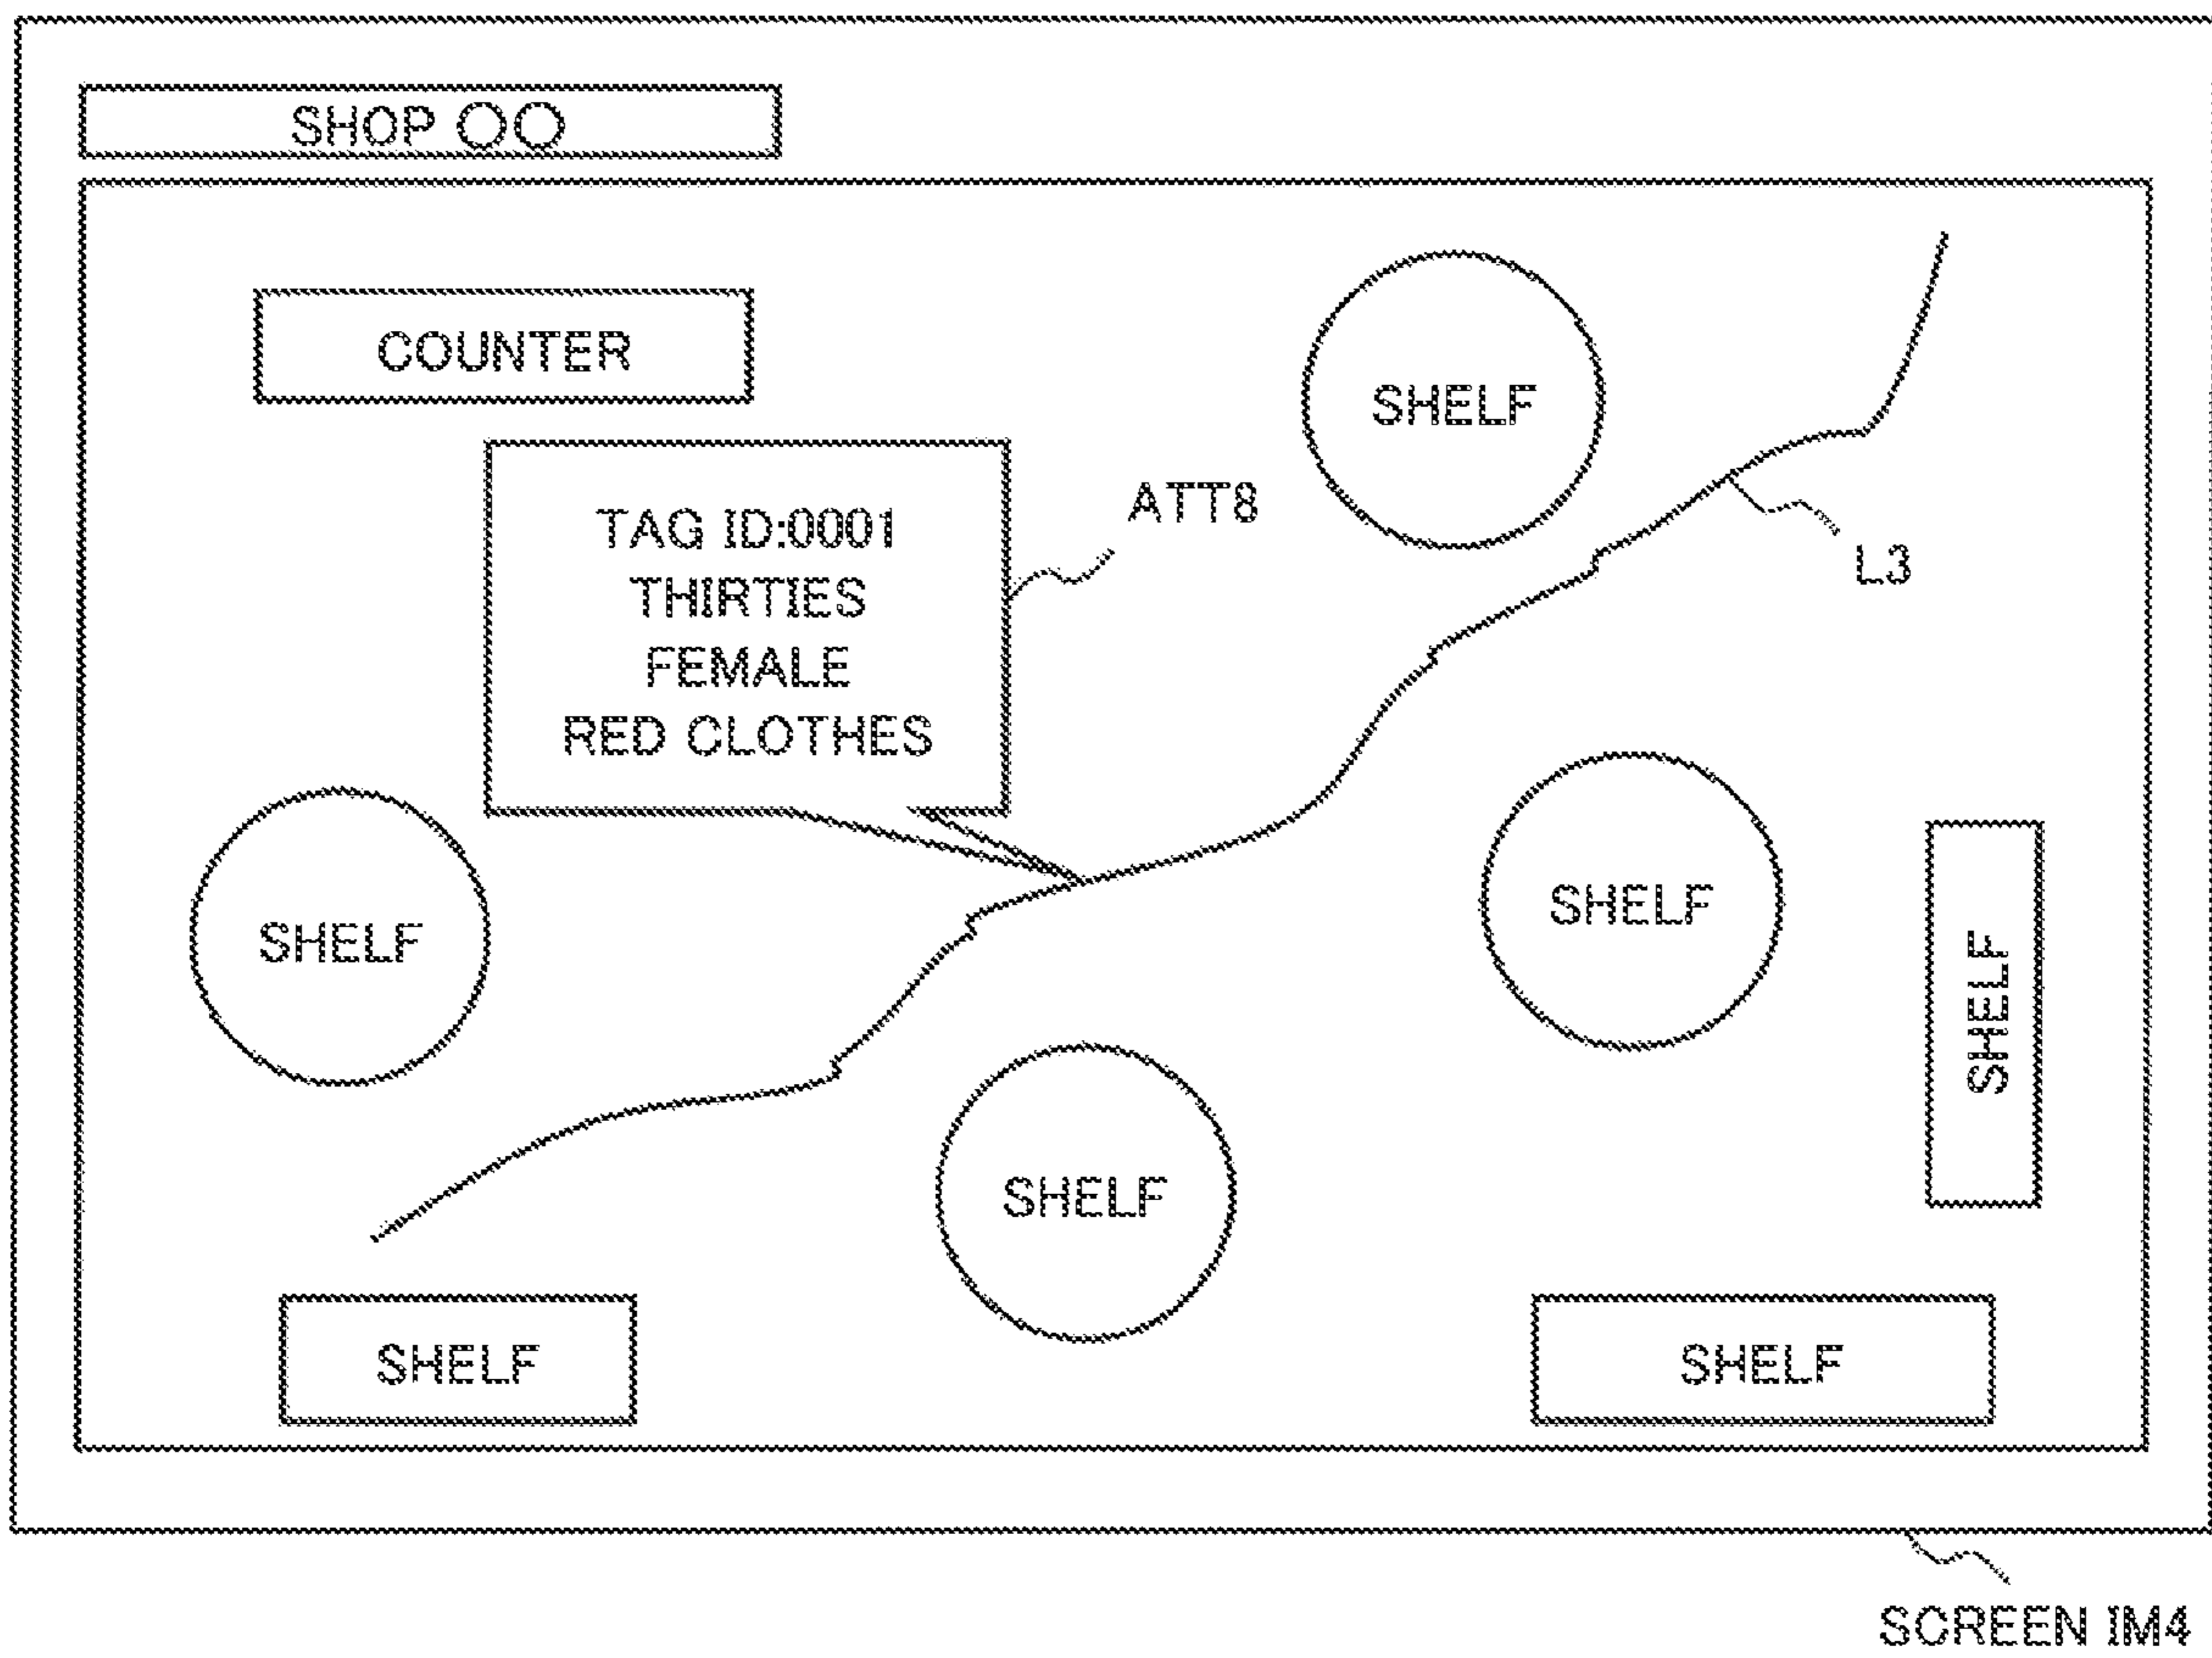 SHOP ○○
COUNTER
SHELF
TAG ID:0001
THIRTIES
FEMALE
RED CLOTHES
ATT8
L3
SHELF
SHELF
SHELF
SHELF
SHELF
SHELF
SCREEN IM4